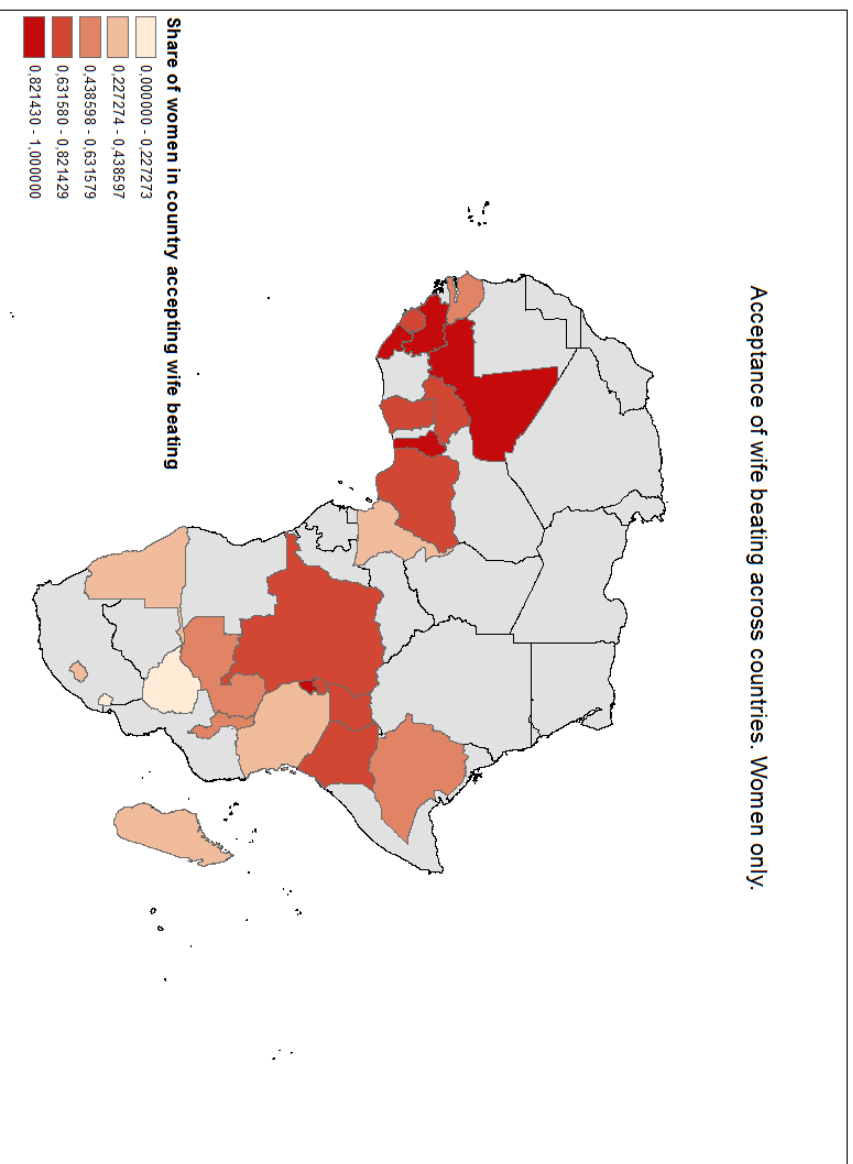 Acceptance of wife beating across countries. Women only.
Share of women in country accepting wife beating
0,000000 - 0,227273
0,227274 - 0,438597
0,438598 - 0,631579
0,631580 - 0,821429
0,821430 - 1,000000